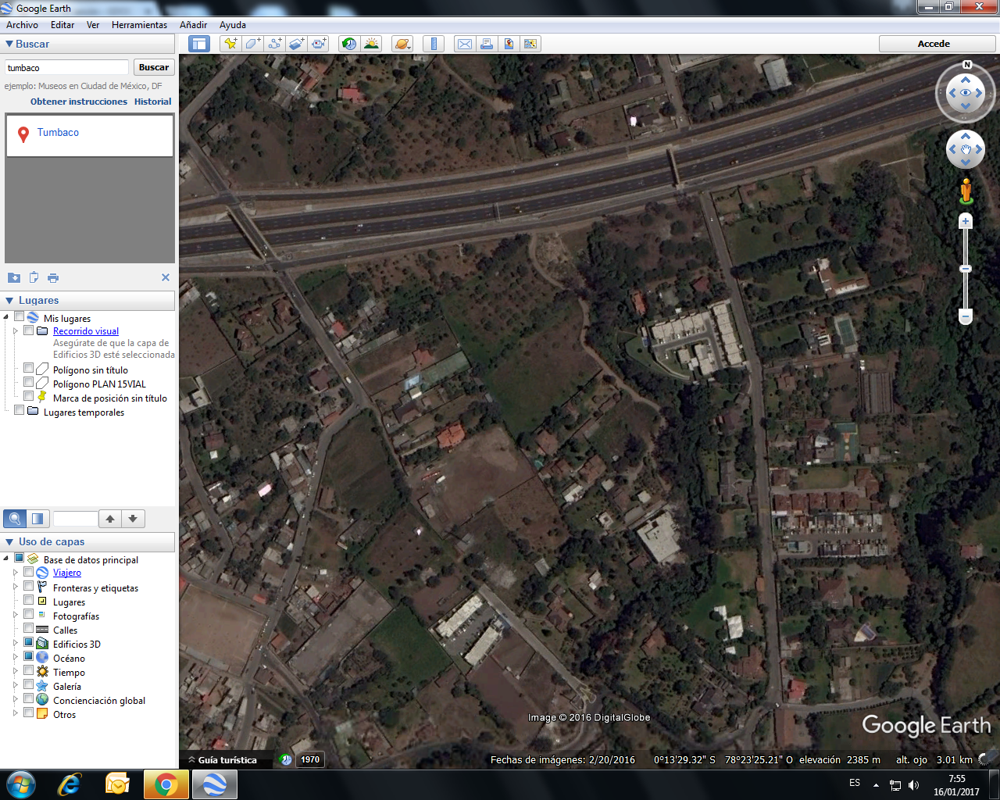 Google Earth
Archivo Editar Ver Herramientas Añadir Ayuda
Buscar
Accede
tumbaco
Buscar
ejemplo: Museos en Ciudad de México, DF
Obtener instrucciones Historial
Tumbaco
Lugares
Mis lugares
Recorrido visual
Asegúrate de que la capa de
Edificios 3D esté seleccionada
Polígono sin título
Polígono PLAN 15VIAL
Marca de posición sin título
Lugares temporales
Uso de capas
Base de datos principal
Viajero
Fronteras y etiquetas
Lugares
Fotografías
Calles
Edificios 3D
Océano
Tiempo
Galería
Concienciación global
Otros
N
Image © 2016 DigitalGlobe
Google Earth
Guía turística
1970
Fechas de imágenes: 2/20/2016 0°13'29.32" S 78°23'25.21" O elevación 2385 m alt. ojo 3.01 km
ES
7:55
16/01/2017